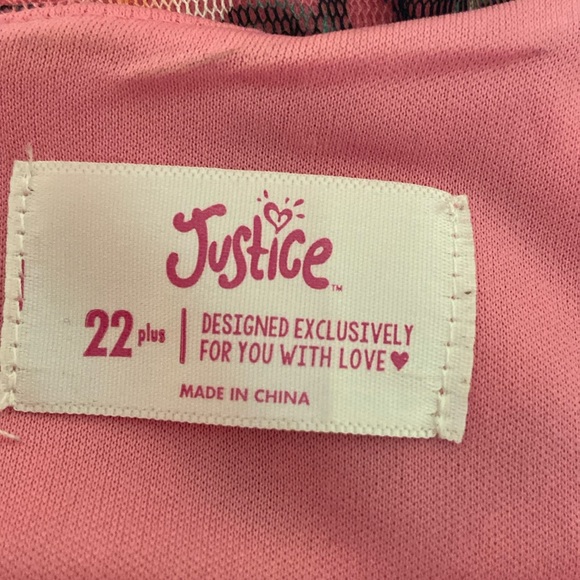 Justice™
22 plus | DESIGNED EXCLUSIVELY
FOR YOU WITH LOVE♥
MADE IN CHINA